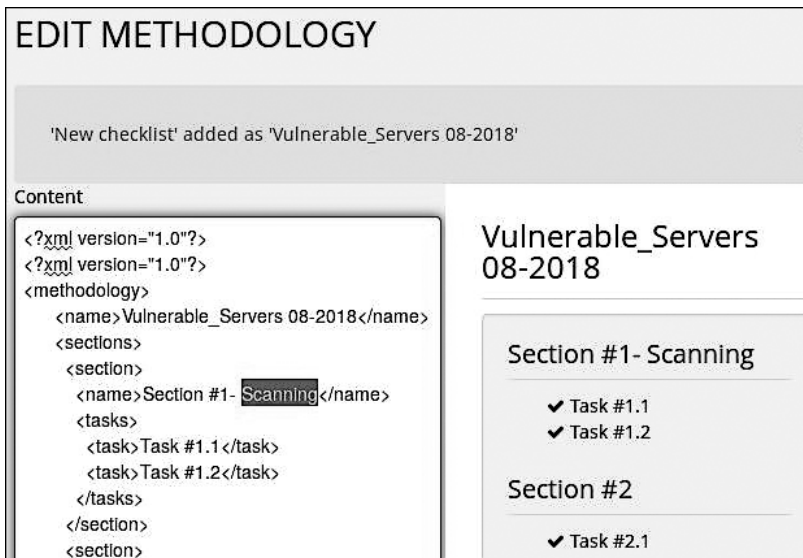 EDIT METHODOLOGY
'New checklist' added as 'Vulnerable_Servers 08-2018'
Content
<?xml version="1.0"?>
<?xml version="1.0"?>
<methodology>
<name>Vulnerable_Servers 08-2018</name>
<sections>
<section>
<name>Section #1- Scanning</name>
<tasks>
<task>Task #1.1</task>
<task>Task #1.2</task>
</tasks>
</section>
<section>
Vulnerable_Servers
08-2018
Section #1- Scanning
✔ Task #1.1
✔ Task #1.2
Section #2
✔ Task #2.1